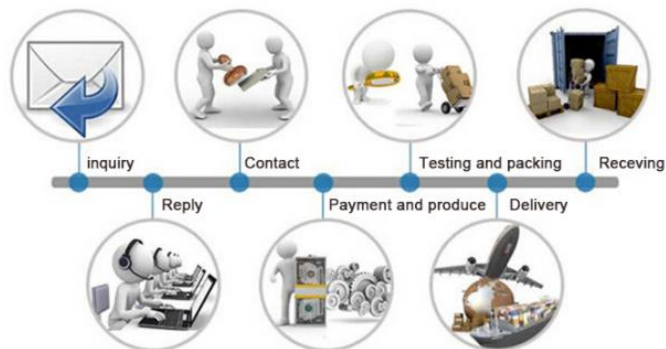 inquiry
Reply
Contact
Payment and produce
Testing and packing
Delivery
Receving